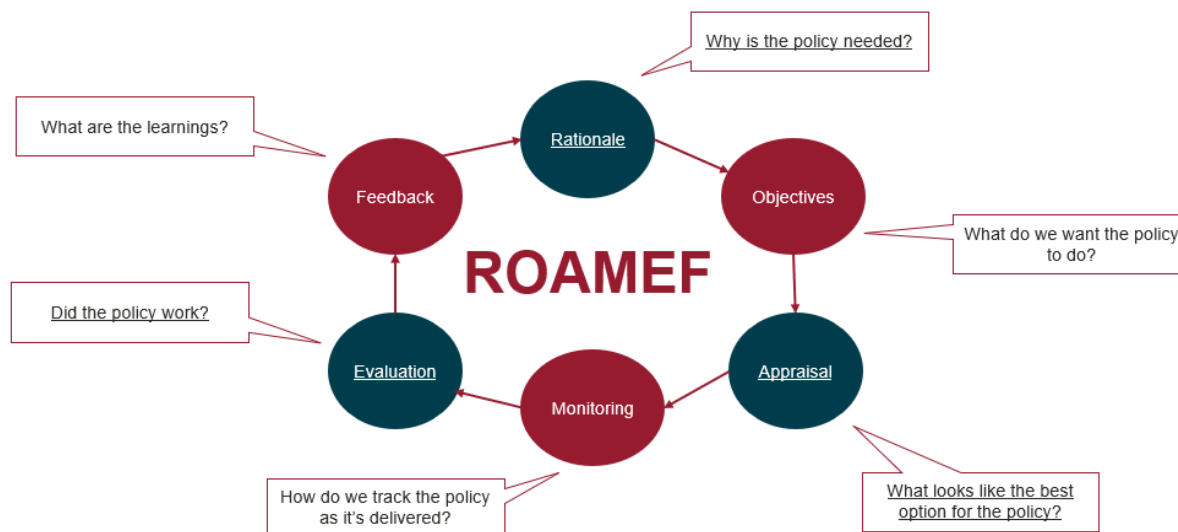 Why is the policy needed?
Rationale
What are the learnings?
Feedback
Objectives
What do we want the policy
to do?
ROAMEF
Did the policy work?
Evaluation
Appraisal
Monitoring
How do we track the policy
as it's delivered?
What looks like the best
option for the policy?